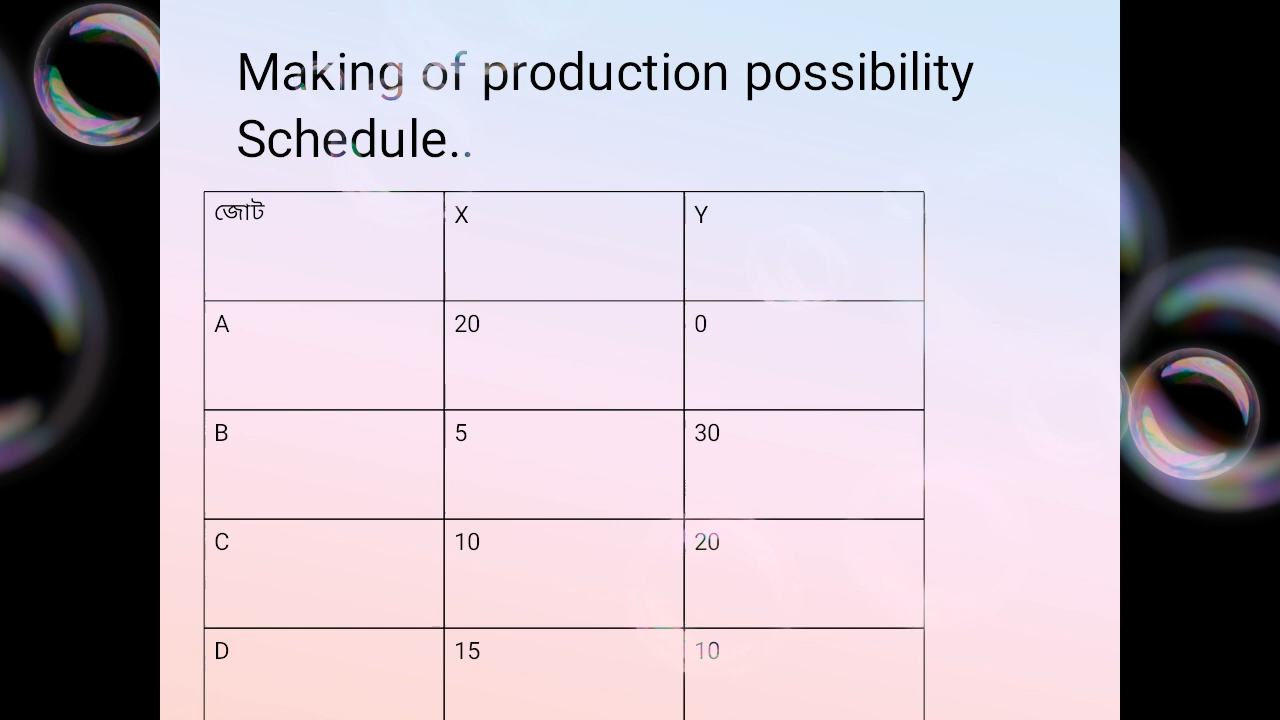 Making of production possibility
Schedule..
জোট X Y
A 20 0
B 5 30
C 10 20
D 15 10